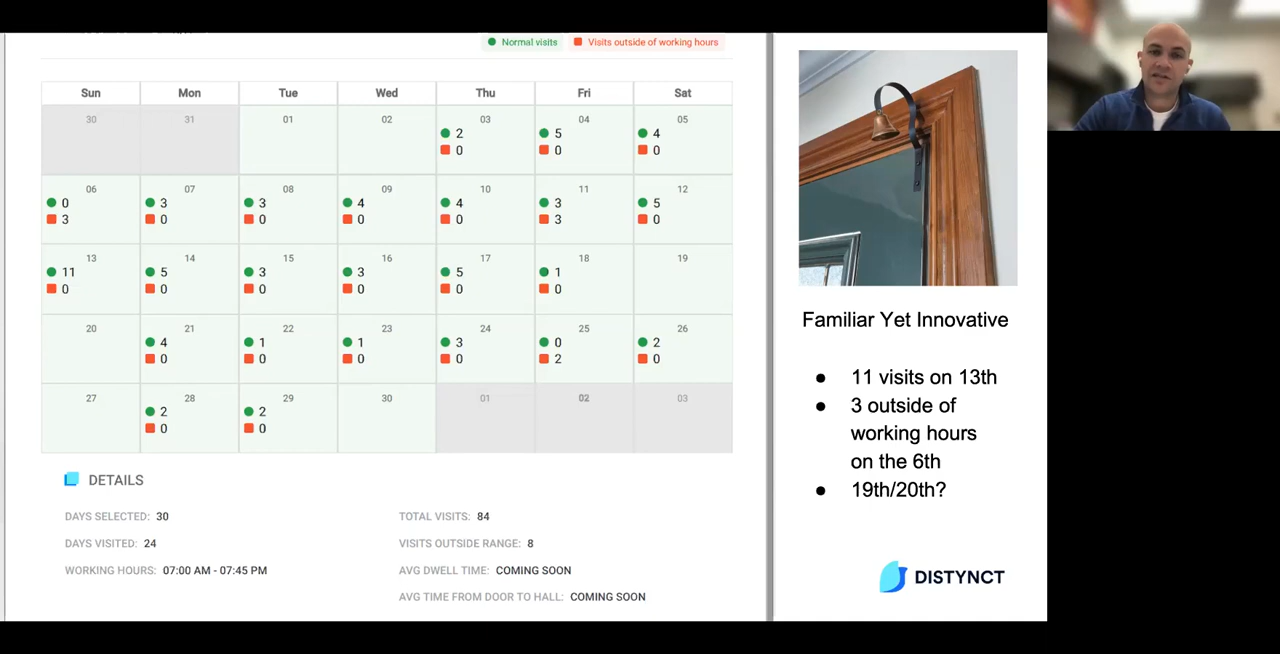 Normal visits Visits outside of working hours
Sun Mon Tue Wed Thu Fri Sat
30 31 01 02 03 04 05
2 5 4
0 0 0
06 07 08 09 10 11 12
0 3 3 4 4 3 5
3 0 0 0 0 3 0
13 14 15 16 17 18 19
11 5 3 3 5 1
0 0 0 0 0 0
20 21 22 23 24 25 26
4 1 1 3 0 2
0 0 0 0 2 0
27 28 29 30 01 02 03
2 2
0 0
DETAILS
DAYS SELECTED: 30
DAYS VISITED: 24
WORKING HOURS: 07:00 AM - 07:45 PM
TOTAL VISITS: 84
VISITS OUTSIDE RANGE: 8
AVG DWELL TIME: COMING SOON
AVG TIME FROM DOOR TO HALL: COMING SOON
Familiar Yet Innovative
● 11 visits on 13th
● 3 outside of
working hours
on the 6th
● 19th/20th?
DISTYNCT